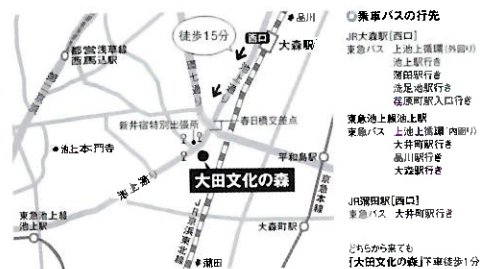 品川
徒歩15分
西口
大森駅
都営浅草線
西馬込駅
池上通り
新井宿特別出張所
春日橋交差点
池上本門寺
平和島駅
大田文化の森
池上通り
京急本線
JR京浜東北線
東急池上線
池上駅
大森町駅
蒲田
◎乗車バスの行先
JR大森駅[西口]
東急バス 上池上循環(外回り)
池上駅行き
蒲田駅行き
洗足池駅行き
荏原町駅入口行き
東急池上線池上駅
東急バス 上池上循環(内回り)
大井町駅行き
品川駅行き
大森駅行き
JR蒲田駅[西口]
東急バス 大井町駅行き
どちらから来ても
「大田文化の森」下車徒歩1分